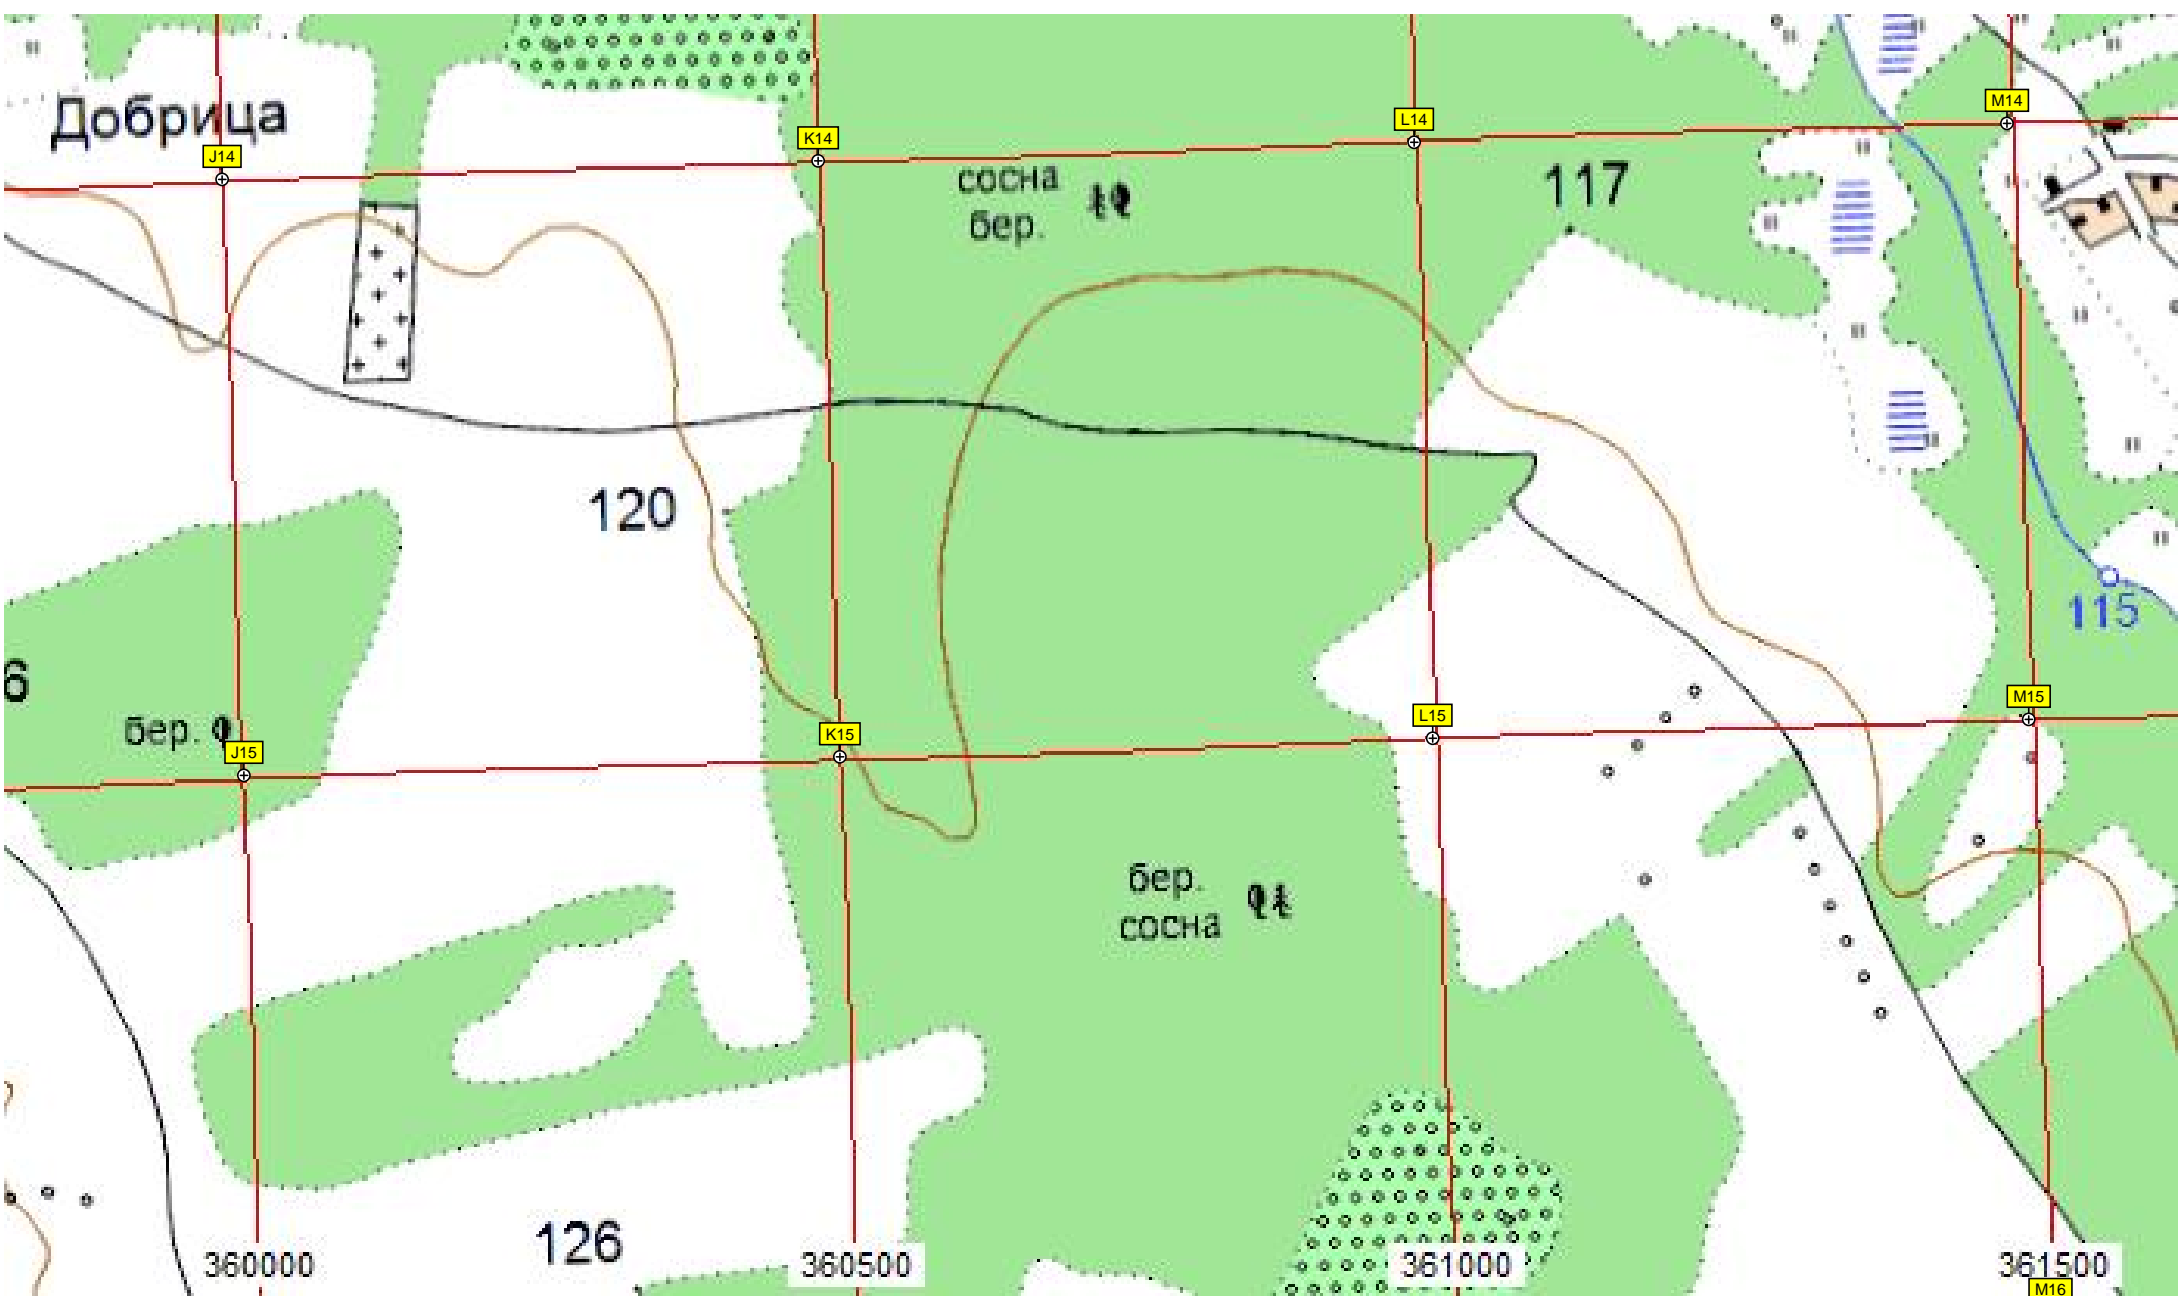 Добрица
J14
K14
L14
M14
сосна
бер.
117
120
115
6
бер.
J15
K15
L15
M15
бер.
сосна
126
360000
360500
361000
361500
M16